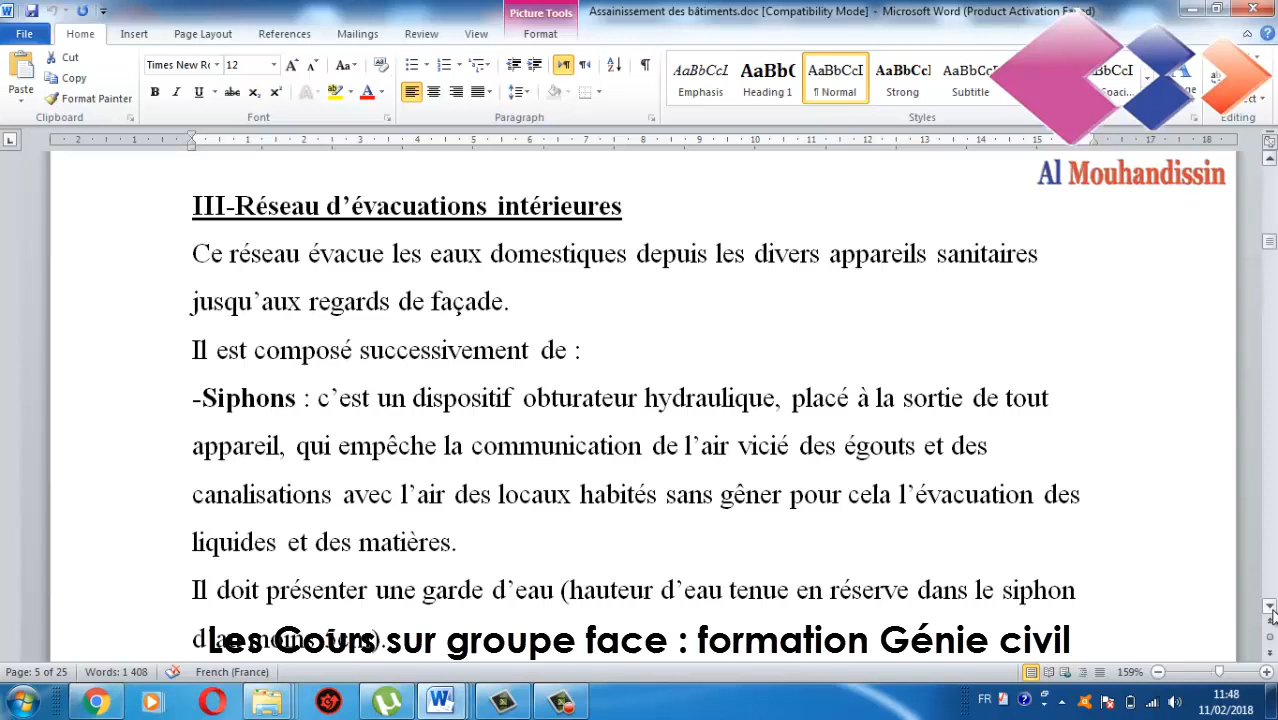 Assainissement des bâtiments.doc [Compatibility Mode] - Microsoft Word (Product Activation Failed)
Picture Tools
File Home Insert Page Layout References Mailings Review View Format
Cut
Copy
Format Painter
Paste
Clipboard
Times New Ro 12
Font
Paragraph
AaBbCcI AaBbC AaBbCcI AaBbCcI AaBbCcI
Emphasis Heading 1 ¶ Normal Strong Subtitle
Styles
Editing
Al Mouhandissin
III-Réseau d’évacuations intérieures
Ce réseau évacue les eaux domestiques depuis les divers appareils sanitaires
jusqu’aux regards de façade.
Il est composé successivement de :
-Siphons : c’est un dispositif obturateur hydraulique, placé à la sortie de tout
appareil, qui empêche la communication de l’air vicié des égouts et des
canalisations avec l’air des locaux habités sans gêner pour cela l’évacuation des
liquides et des matières.
Il doit présenter une garde d’eau (hauteur d’eau tenue en réserve dans le siphon
d’au moins 5cm).
Les Cours sur groupe face : formation Génie civil
Page: 5 of 25 Words: 1 408 French (France) 159%
FR 11:48
11/02/2018